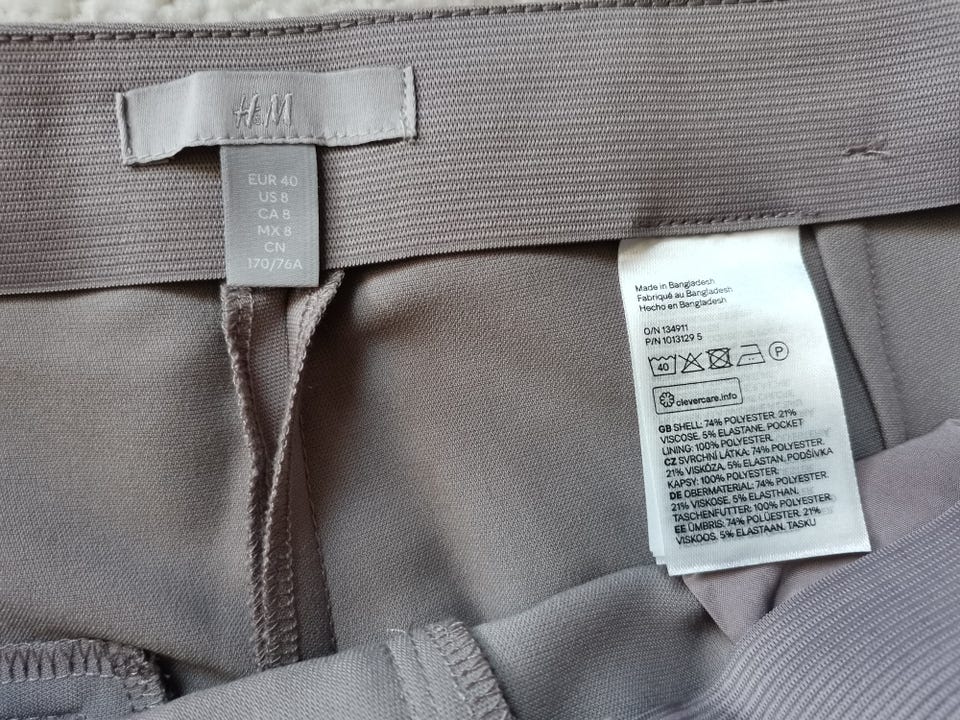 H&M
EUR 40
US 8
CA 8
MX 8
CN
170/76A
Made in Bangladesh
Fabriqué au Bangladesh
Hecho en Bangladesh
O/N 134911
P/N 1013129 5
40
P
clevercare.info
GB SHELL: 74% POLYESTER. 21%
VISCOSE. 5% ELASTANE. POCKET
LINING: 100% POLYESTER.
CZ SVRCHNÍ LÁTKA: 74% POLYESTER.
21% VISKÓZA. 5% ELASTAN. PODŠÍVKA
KAPSY: 100% POLYESTER.
DE OBERMATERIAL: 74% POLYESTER.
21% VISKOSE. 5% ELASTHAN.
TASCHENFUTTER: 100% POLYESTER.
EE ÜMBRIS: 74% POLÜESTER. 21%
VISKOOS. 5% ELASTAAN. TASKU